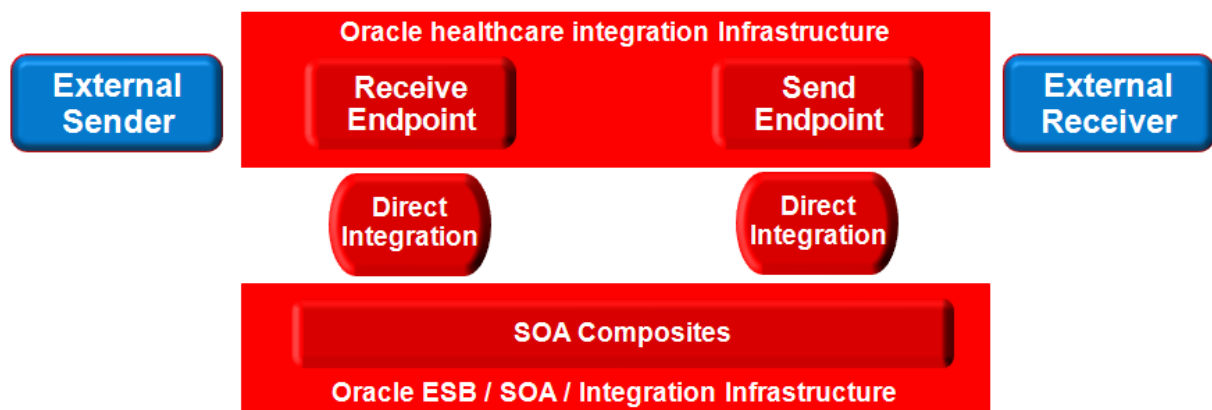 Oracle healthcare integration Infrastructure
External
Sender
Receive
Endpoint
Send
Endpoint
External
Receiver
Direct
Integration
Direct
Integration
SOA Composites
Oracle ESB / SOA / Integration Infrastructure